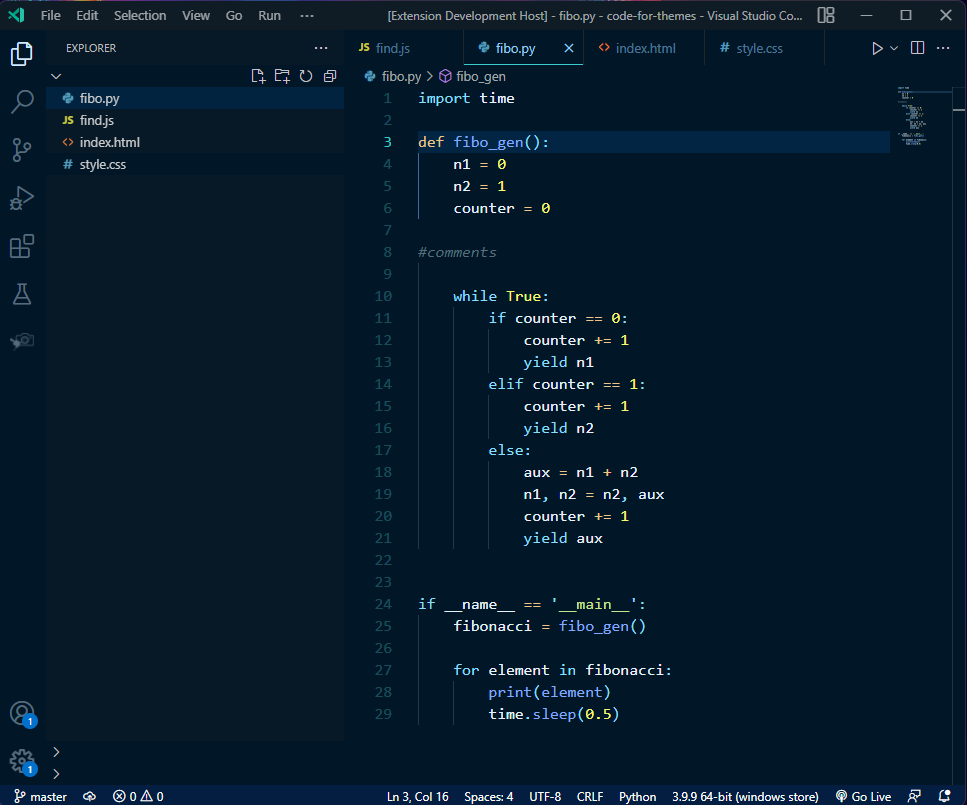 File Edit Selection View Go Run ··· [Extension Development Host] - fibo.py - code-for-themes - Visual Studio Co...
EXPLORER ···
fibo.py
JS find.js
<> index.html
# style.css
JS find.js fibo.py <> index.html # style.css ···
fibo.py > fibo_gen
1 import time
2
3 def fibo_gen():
4     n1 = 0
5     n2 = 1
6     counter = 0
7
8 #comments
9
10     while True:
11         if counter == 0:
12             counter += 1
13             yield n1
14         elif counter == 1:
15             counter += 1
16             yield n2
17         else:
18             aux = n1 + n2
19             n1, n2 = n2, aux
20             counter += 1
21             yield aux
22
23
24 if __name__ == '__main__':
25     fibonacci = fibo_gen()
26
27     for element in fibonacci:
28         print(element)
29         time.sleep(0.5)
1
1
master 0 0 Ln 3, Col 16 Spaces: 4 UTF-8 CRLF Python 3.9.9 64-bit (windows store) Go Live